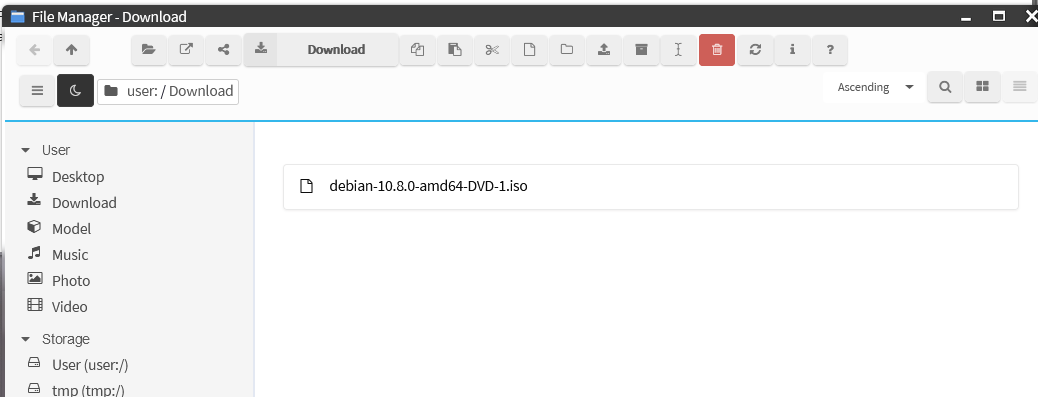 File Manager - Download
Download
user: / Download
Ascending
User
Desktop
Download
Model
Music
Photo
Video
Storage
User (user:/)
tmp (tmp:/)
debian-10.8.0-amd64-DVD-1.iso